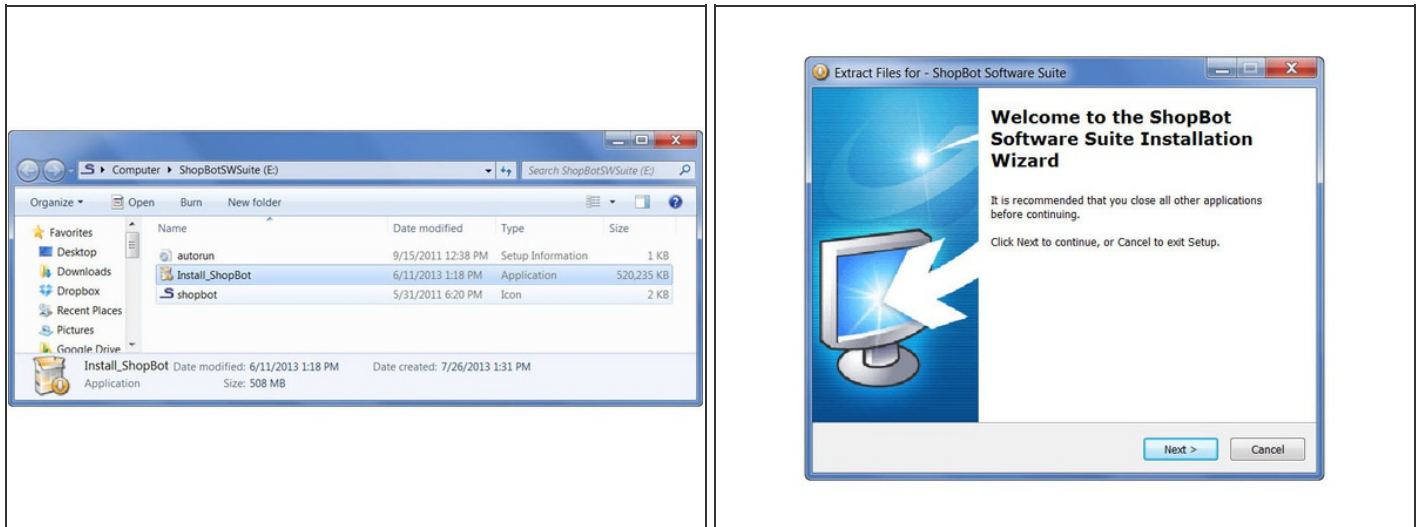 Computer ▸ ShopBotSWSuite (E:)
Search ShopBotSWSuite (E:)
Organize
Open
Burn
New folder
Name
Date modified
Type
Size
Favorites
Desktop
Downloads
Dropbox
Recent Places
Pictures
Google Drive
autorun
9/15/2011 12:38 PM
Setup Information
1 KB
Install_ShopBot
6/11/2013 1:18 PM
Application
520,235 KB
shopbot
5/31/2011 6:20 PM
Icon
2 KB
Install_ShopBot Date modified: 6/11/2013 1:18 PM Date created: 7/26/2013 1:31 PM
Application Size: 508 MB
Extract Files for - ShopBot Software Suite
Welcome to the ShopBot
Software Suite Installation
Wizard
It is recommended that you close all other applications
before continuing.
Click Next to continue, or Cancel to exit Setup.
Next >
Cancel